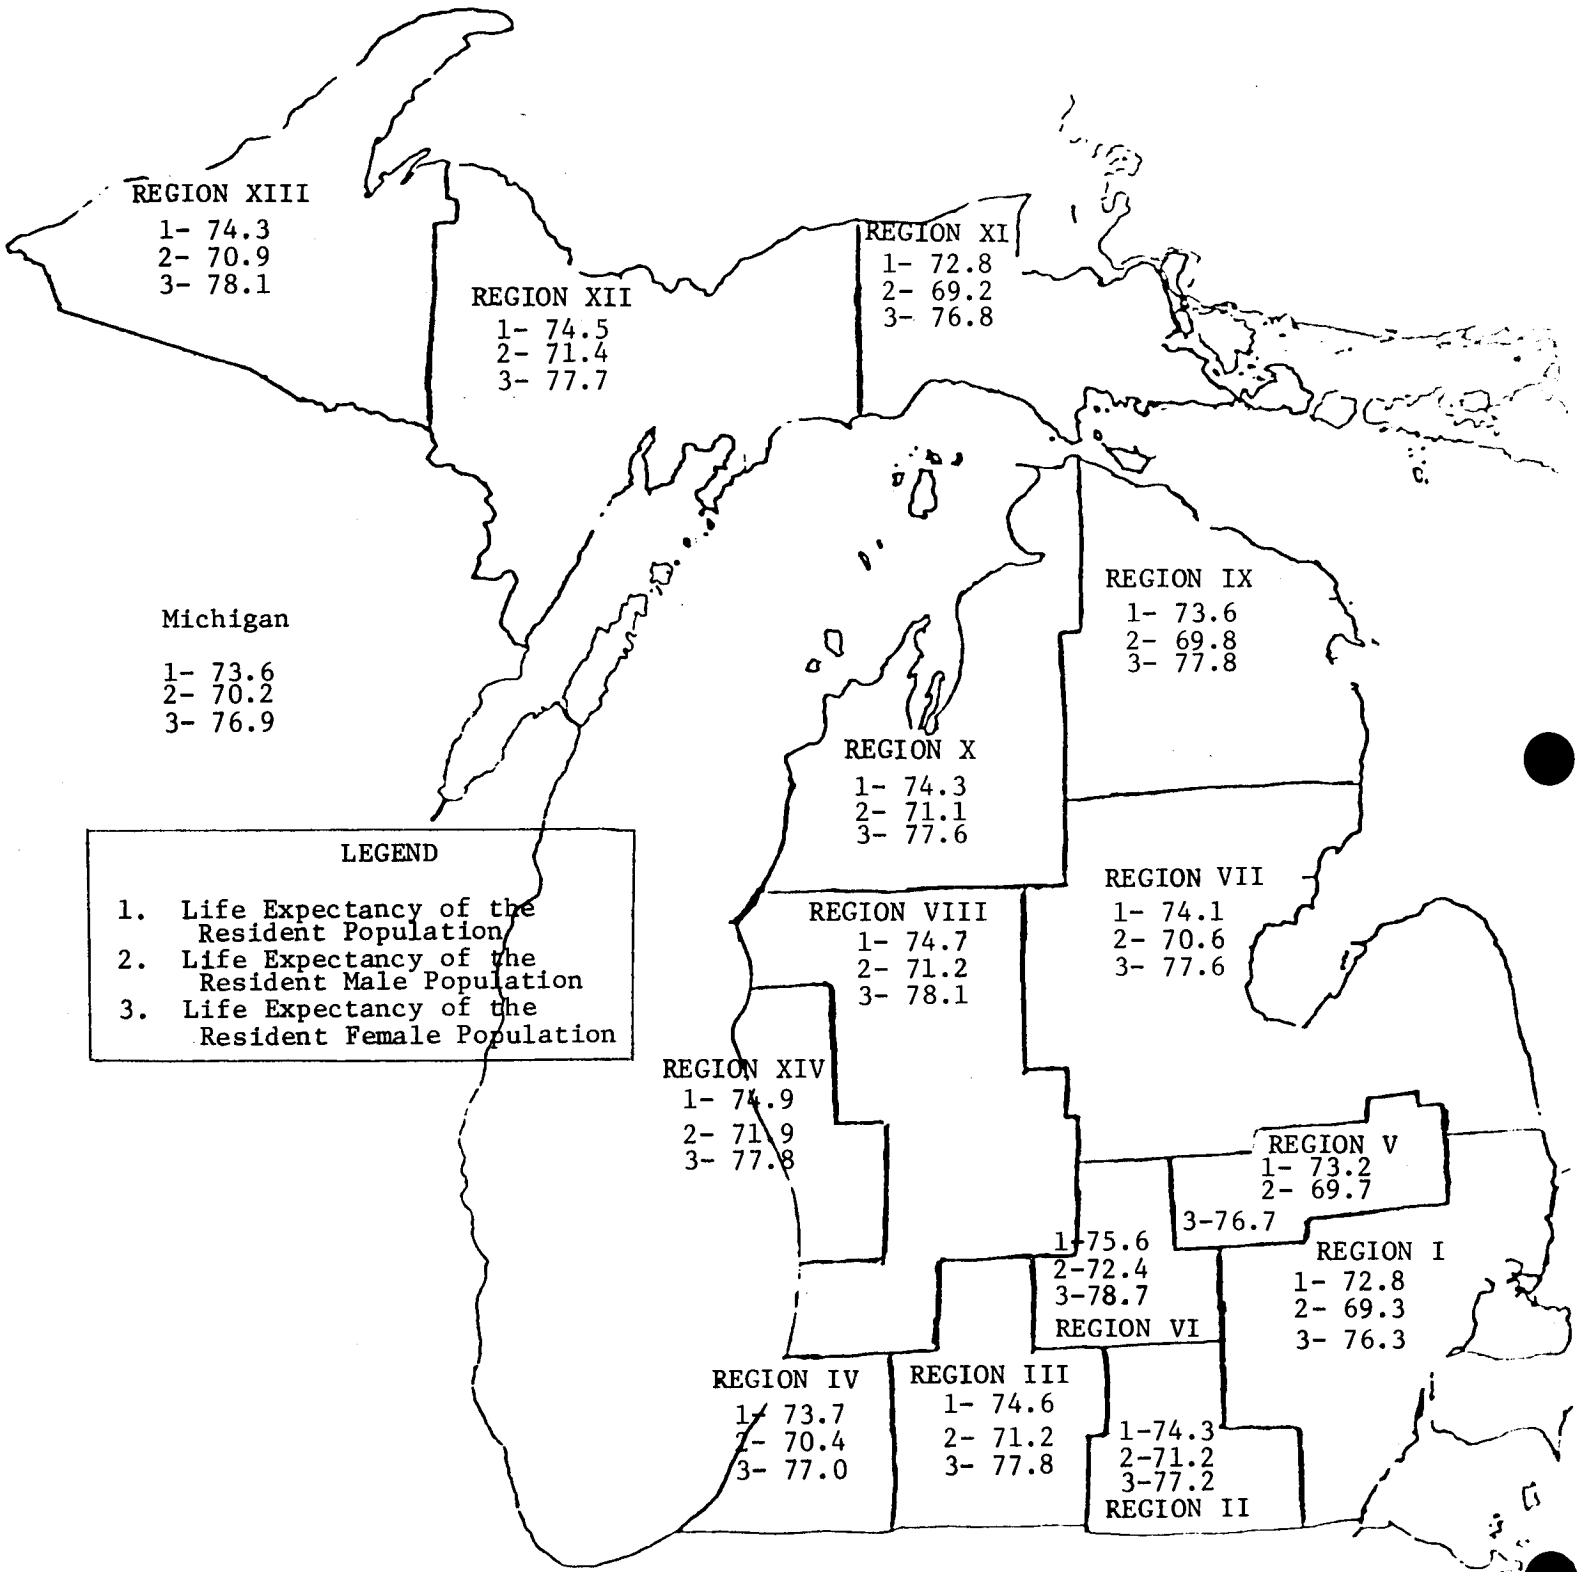 REGION XIII
1- 74.3
2- 70.9
3- 78.1
REGION XII
1- 74.5
2- 71.4
3- 77.7
REGION XI
1- 72.8
2- 69.2
3- 76.8
REGION IX
1- 73.6
2- 69.8
3- 77.8
Michigan
1- 73.6
2- 70.2
3- 76.9
REGION X
1- 74.3
2- 71.1
3- 77.6
LEGEND
1. Life Expectancy of the
Resident Population
2. Life Expectancy of the
Resident Male Population
3. Life Expectancy of the
Resident Female Population
REGION VII
1- 74.1
2- 70.6
3- 77.6
REGION VIII
1- 74.7
2- 71.2
3- 78.1
REGION XIV
1- 74.9
2- 71.9
3- 77.8
REGION V
1- 73.2
2- 69.7
3-76.7
1-75.6
2-72.4
3-78.7
REGION VI
REGION I
1- 72.8
2- 69.3
3- 76.3
REGION IV
1- 73.7
2- 70.4
3- 77.0
REGION III
1- 74.6
2- 71.2
3- 77.8
1-74.3
2-71.2
3-77.2
REGION II